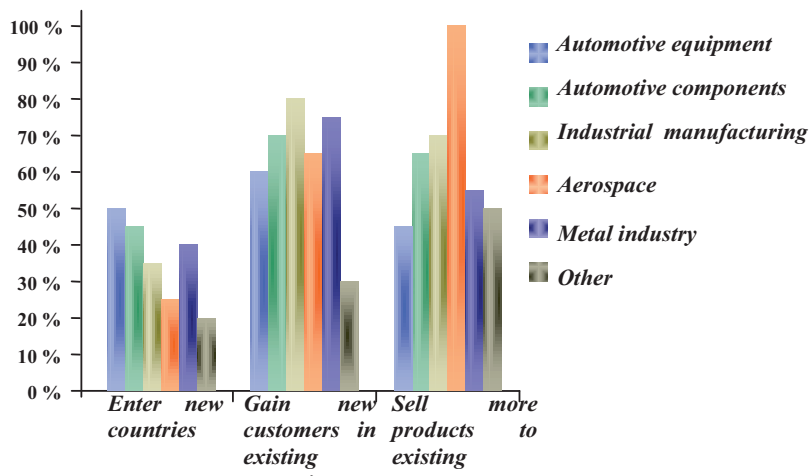 100 %
90 %
80 %
70 %
60 %
50 %
40 %
30 %
20 %
10 %
0 %
Enter new
countries
Gain new
customers in
existing
Sell more
products to
existing
Automotive equipment
Automotive components
Industrial manufacturing
Aerospace
Metal industry
Other